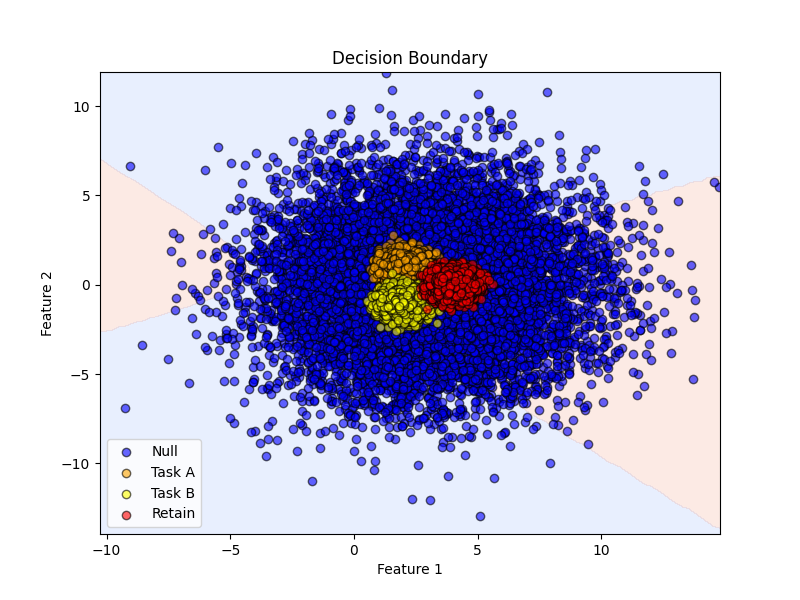 Decision Boundary
10
5
0
−5
−10
Feature 2
Null
Task A
Task B
Retain
−10
−5
0
5
10
Feature 1